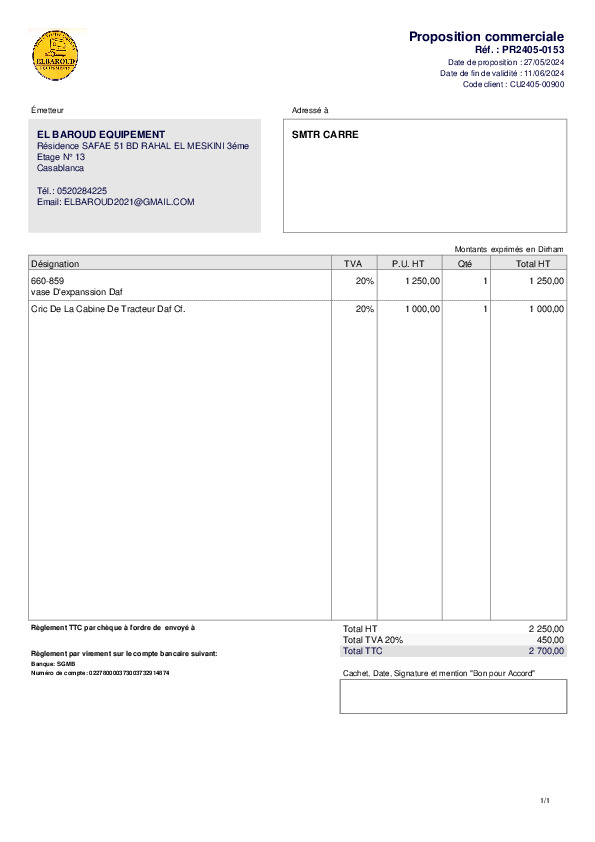 ELBAROUD
EQUIPEMENT
Proposition commerciale
Réf. : PR2405-0153
Date de proposition : 27/05/2024
Date de fin de validité : 11/06/2024
Code client : CU2405-00900
Émetteur
Adressé à
EL BAROUD EQUIPEMENT
Résidence SAFAE 51 BD RAHAL EL MESKINI 3éme
Etage N° 13
Casablanca
Tél.: 0520284225
Email: ELBAROUD2021@GMAIL.COM
SMTR CARRE
Montants exprimés en Dirham
Désignation TVA P.U. HT Qté Total HT
660-859 20% 1 250,00 1 1 250,00
vase D'expanssion Daf
Cric De La Cabine De Tracteur Daf Cf. 20% 1 000,00 1 1 000,00
Règlement TTC par chèque à l'ordre de envoyé à
Total HT 2 250,00
Total TVA 20% 450,00
Total TTC 2 700,00
Règlement par virement sur le compte bancaire suivant:
Banque: SGMB
Numéro de compte:
Cachet, Date, Signature et mention "Bon pour Accord"
1/1